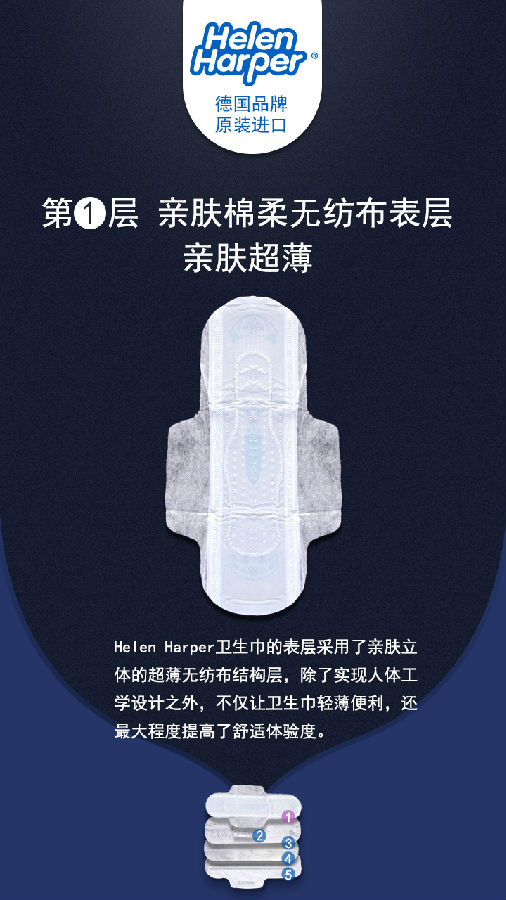 Helen
Harper®
德国品牌
原装进口
第1层 亲肤棉柔无纺布表层
亲肤超薄
Helen Harper卫生巾的表层采用了亲肤立
体的超薄无纺布结构层，除了实现人体工
学设计之外，不仅让卫生巾轻薄便利，还
最大程度提高了舒适体验度。
1
2
3
4
5